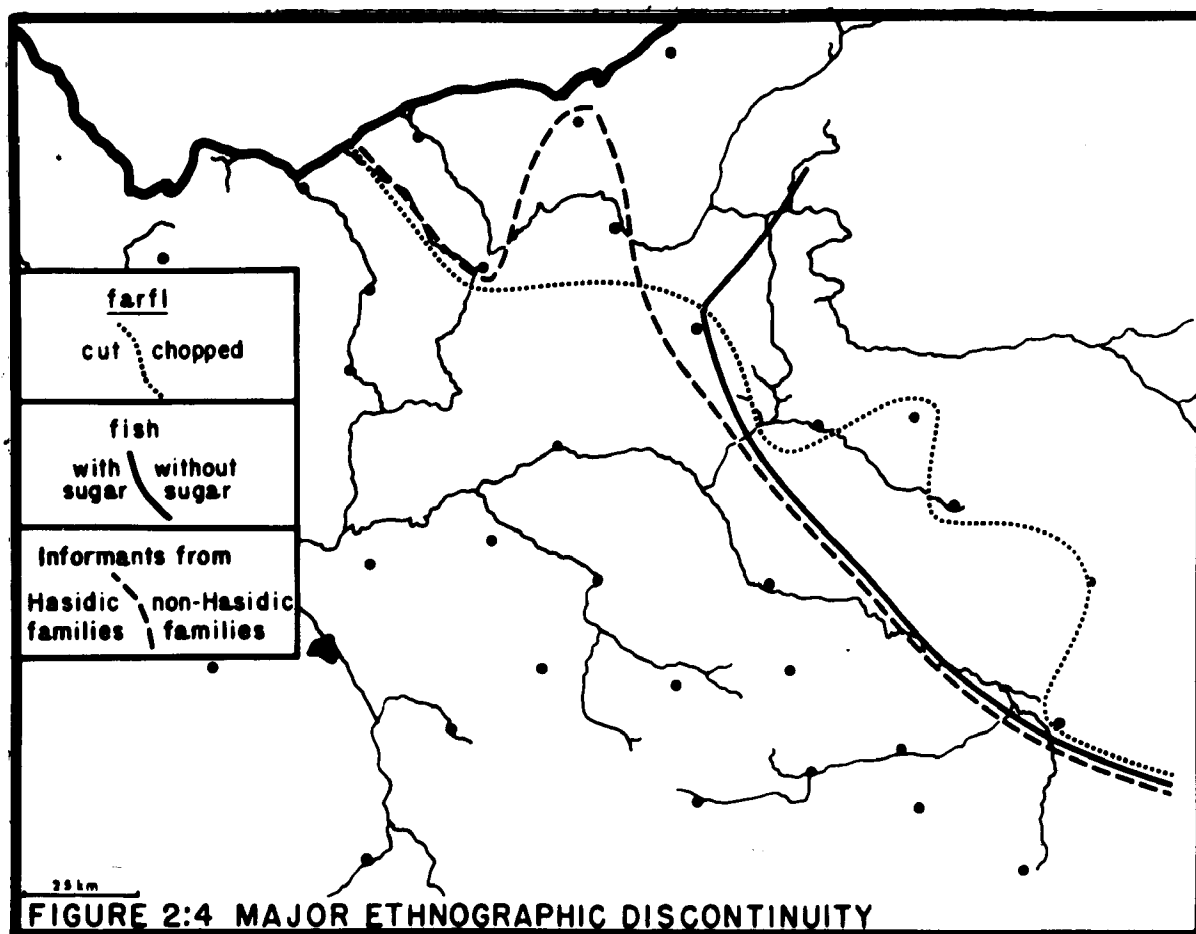 farfl
cut chopped
fish
with without
sugar sugar
Informants from
Hasidic non-Hasidic
families families
25 km
FIGURE 2:4 MAJOR ETHNOGRAPHIC DISCONTINUITY